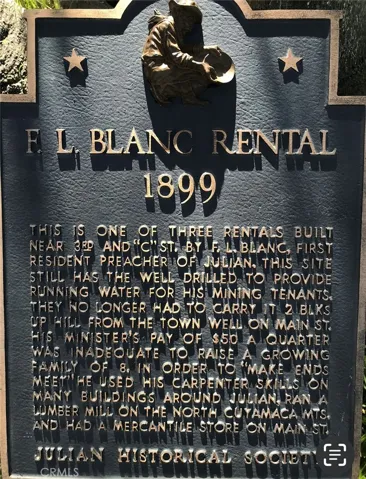 F. L. BLANC RENTAL
1899
THIS IS ONE OF THREE RENTALS BUILT
NEAR 3RD AND "C" ST. BY F. L. BLANC, FIRST
RESIDENT PREACHER OF JULIAN. THIS SITE
STILL HAS THE WELL DRILLED TO PROVIDE
RUNNING WATER FOR HIS MINING TENANTS.
THEY NO LONGER HAD TO CARRY IT 2 BLKS
UP HILL FROM THE TOWN WELL ON MAIN ST.
HIS MINISTER'S PAY OF $50 A QUARTER
WAS INADEQUATE TO RAISE A GROWING
FAMILY OF 8. IN ORDER TO "MAKE ENDS
MEET" HE USED HIS CARPENTER SKILLS ON
MANY BUILDINGS AROUND JULIAN, RAN A
LUMBER MILL ON THE NORTH CUYAMACA MTS.
AND HAD A MERCANTILE STORE ON MAIN ST.
JULIAN HISTORICAL SOCIETY
CRMLS